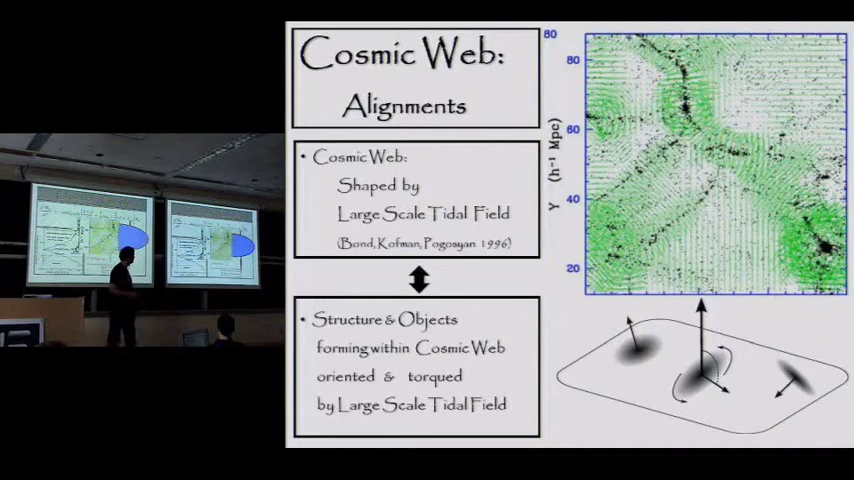 Cosmic Web:
Alignments
• Cosmic Web:
Shaped by
Large Scale Tidal Field
(Bond, Kofman, Pogosyan 1996)
• Structure & Objects
forming within Cosmic Web
oriented & torqued
by Large Scale Tidal Field
80
80
60
40
20
Y (h⁻¹ Mpc)